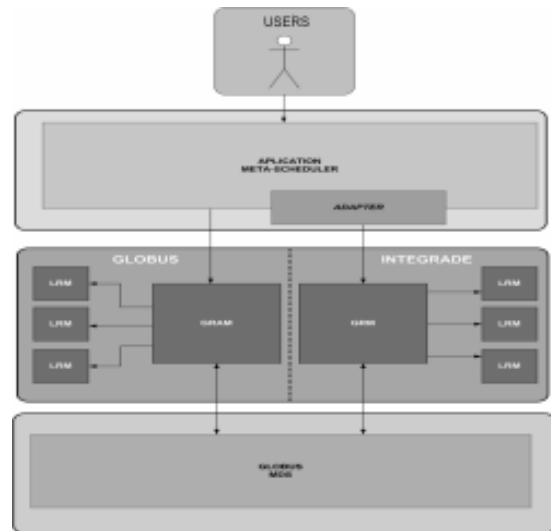 USERS
APLICATION
META-SCHEDULER
ADAPTER
GLOBUS
INTEGRADE
LRM
LRM
LRM
GRAM
GRM
LRM
LRM
LRM
GLOBUS
MDS